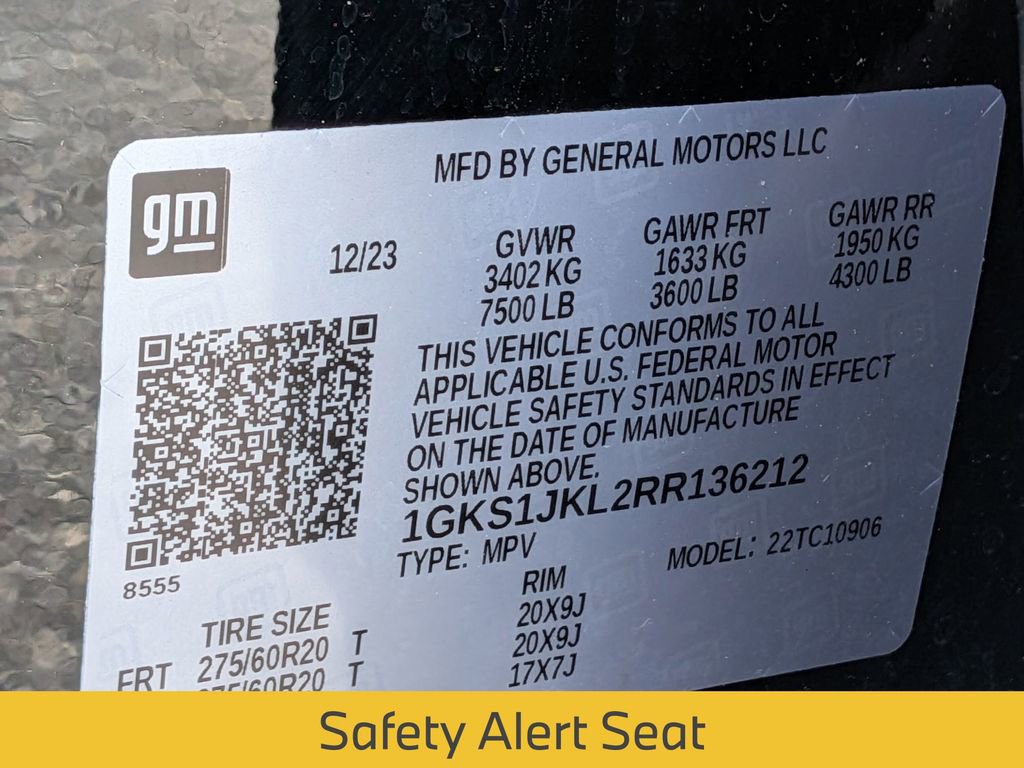 gm
MFD BY GENERAL MOTORS LLC
12/23
GVWR
3402 KG
7500 LB
GAWR FRT
1633 KG
3600 LB
GAWR RR
1950 KG
4300 LB
THIS VEHICLE CONFORMS TO ALL
APPLICABLE U.S. FEDERAL MOTOR
VEHICLE SAFETY STANDARDS IN EFFECT
ON THE DATE OF MANUFACTURE
SHOWN ABOVE.
1GKS1JKL2RR136212
TYPE: MPV
MODEL: 22TC10906
8555
TIRE SIZE
RIM
FRT 275/60R20 T 20X9J
275/60R20 T 20X9J
17X7J
Safety Alert Seat